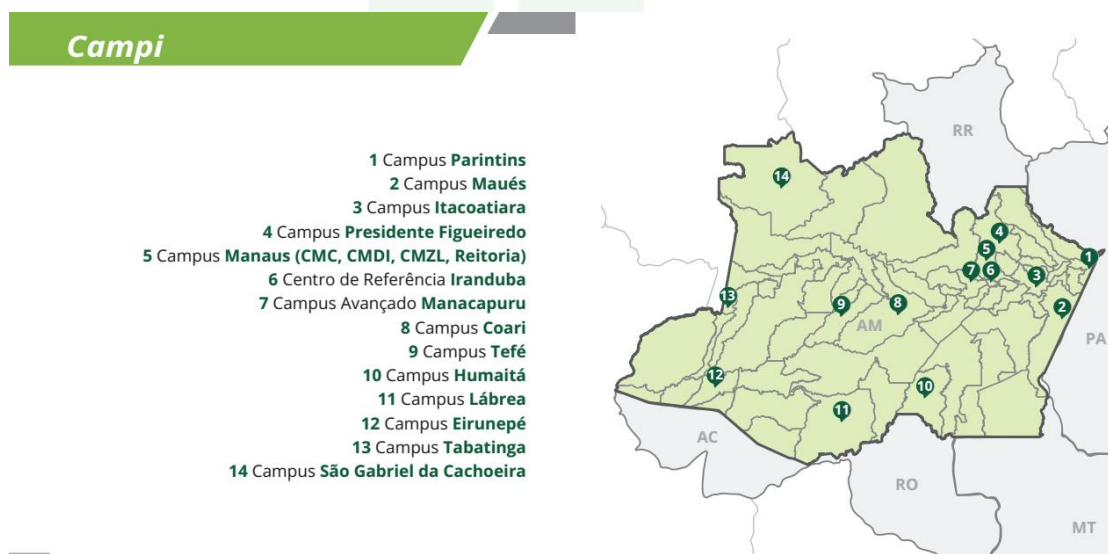 Campi
1 Campus Parintins
2 Campus Maués
3 Campus Itacoatiara
4 Campus Presidente Figueiredo
5 Campus Manaus (CMC, CMDI, CMZL, Reitoria)
6 Centro de Referência Iranduba
7 Campus Avançado Manacapuru
8 Campus Coari
9 Campus Tefé
10 Campus Humaitá
11 Campus Lábrea
12 Campus Eirunepé
13 Campus Tabatinga
14 Campus São Gabriel da Cachoeira
RR
14
4
5
1
7
6
3
13
9
8
2
AM
PA
12
10
11
AC
RO
MT